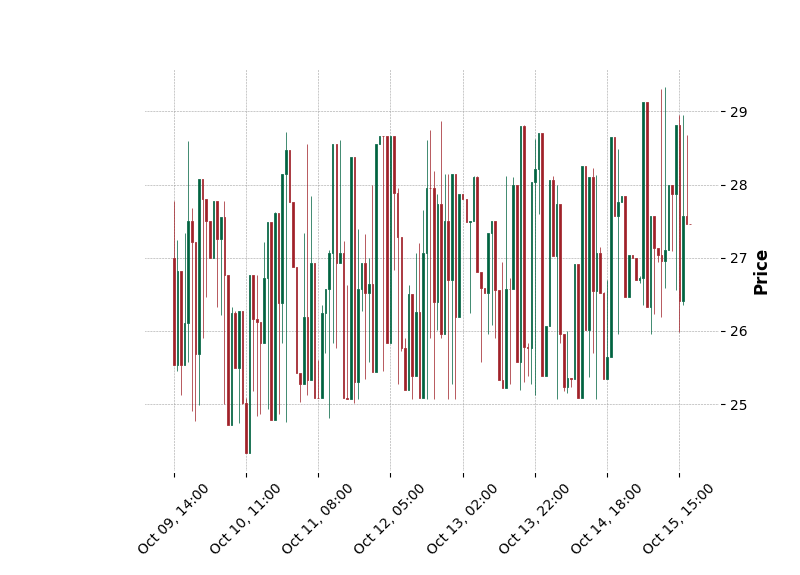 29
28
27
26
25
Price
Oct 09, 14:00
Oct 10, 11:00
Oct 11, 08:00
Oct 12, 05:00
Oct 13, 02:00
Oct 13, 22:00
Oct 14, 18:00
Oct 15, 15:00